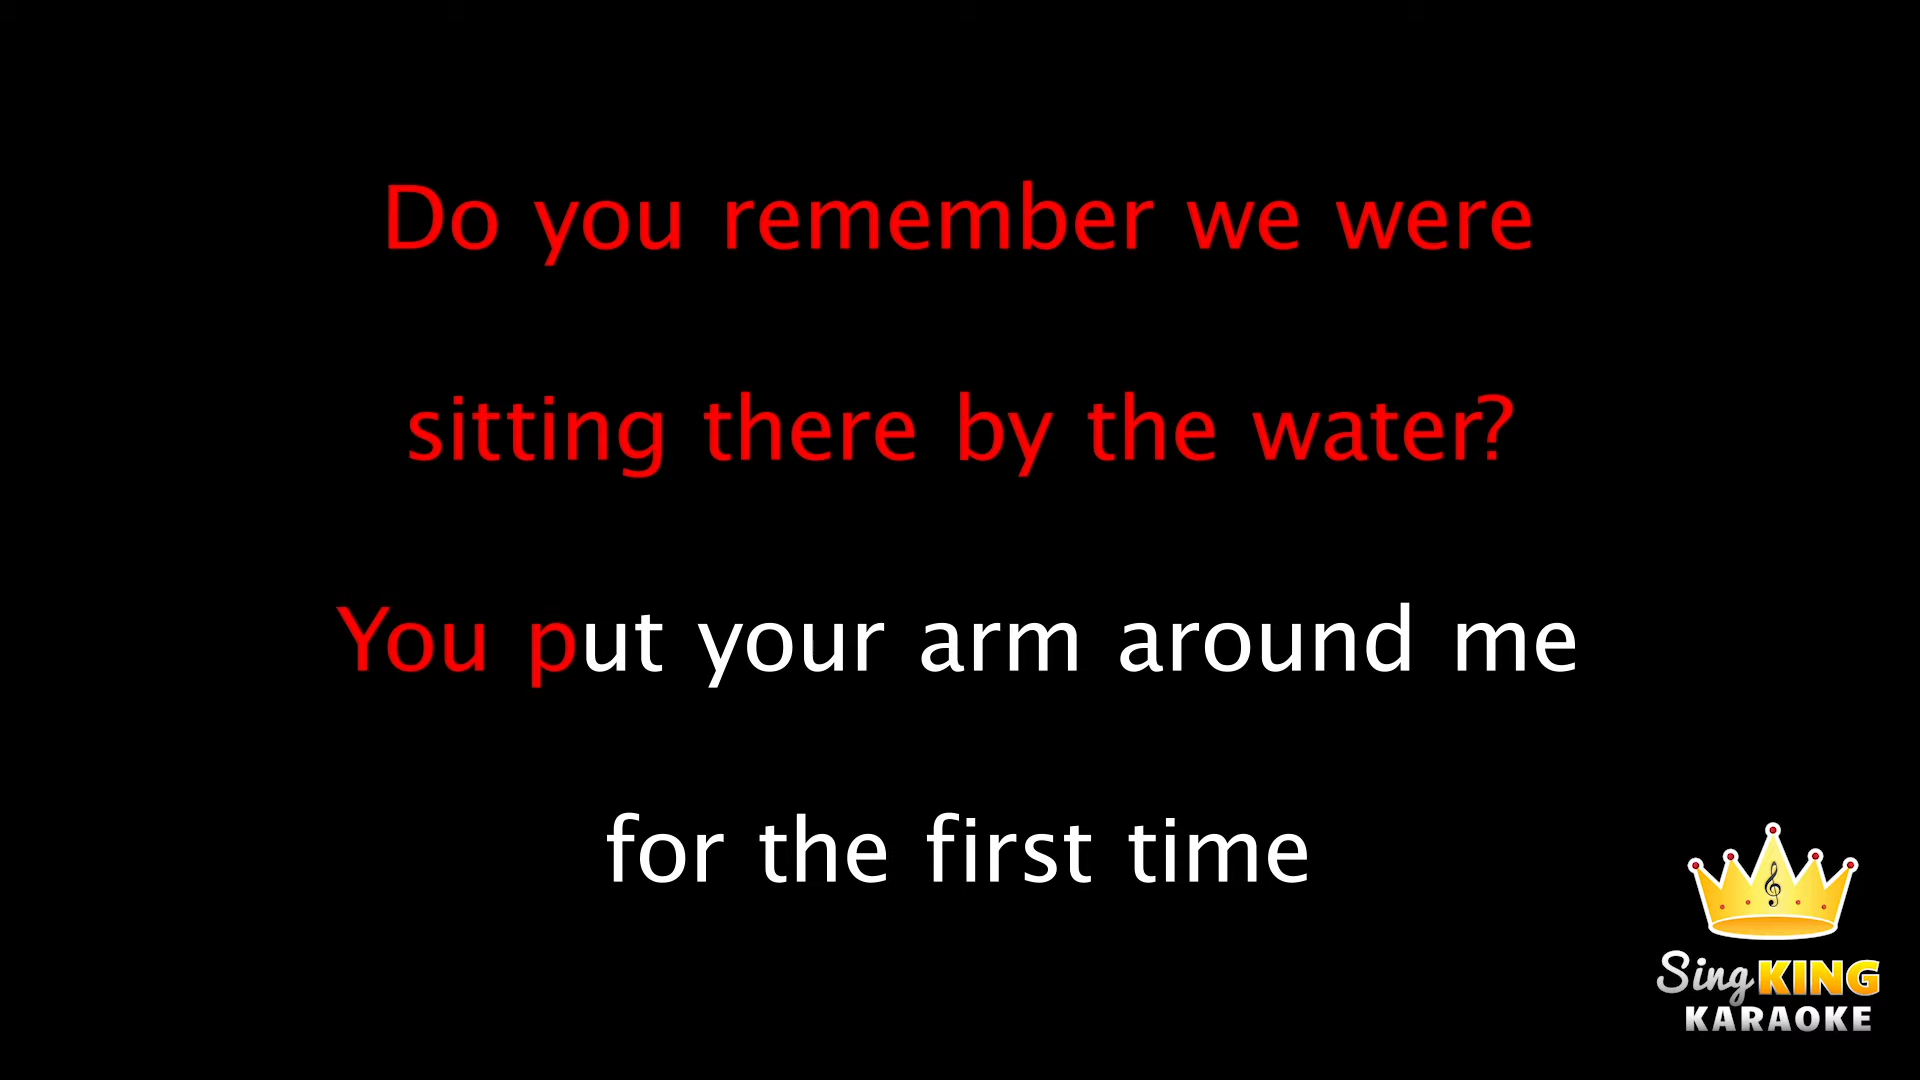 Do you remember we were
sitting there by the water?
You put your arm around me
for the first time
Sing KING
KARAOKE